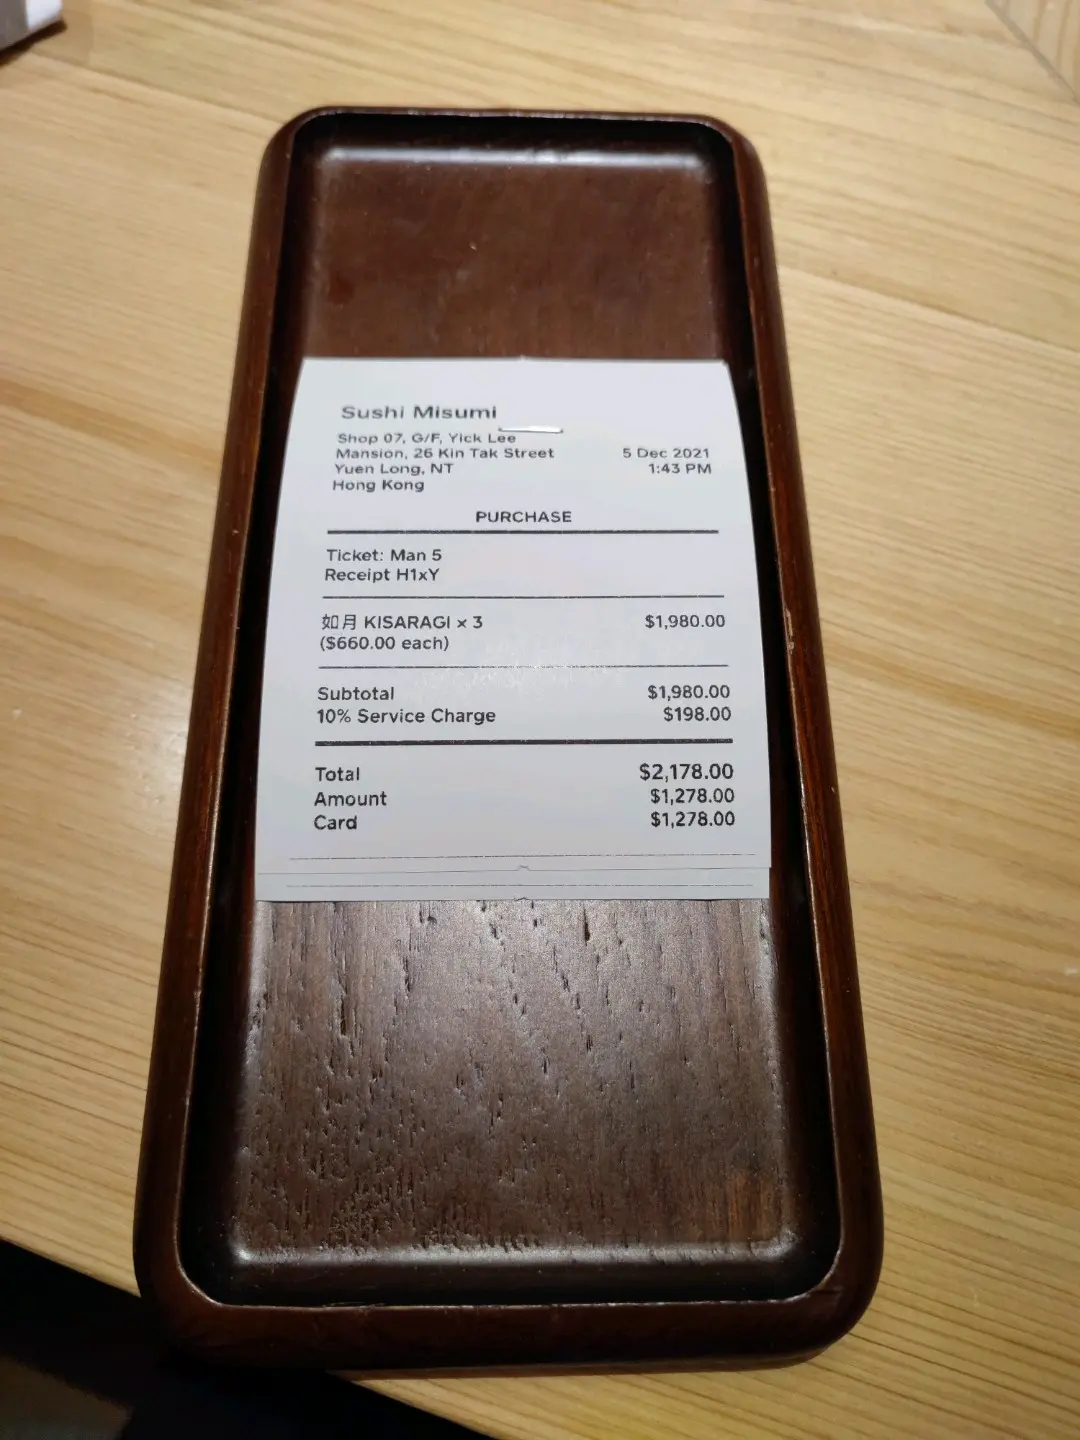 Sushi Misumi
Shop 07, G/F, Yick Lee
Mansion, 26 Kin Tak Street
Yuen Long, NT
Hong Kong
5 Dec 2021
1:43 PM
PURCHASE
Ticket: Man 5
Receipt H1xY
如月 KISARAGI × 3 $1,980.00
($660.00 each)
Subtotal $1,980.00
10% Service Charge $198.00
Total $2,178.00
Amount $1,278.00
Card $1,278.00